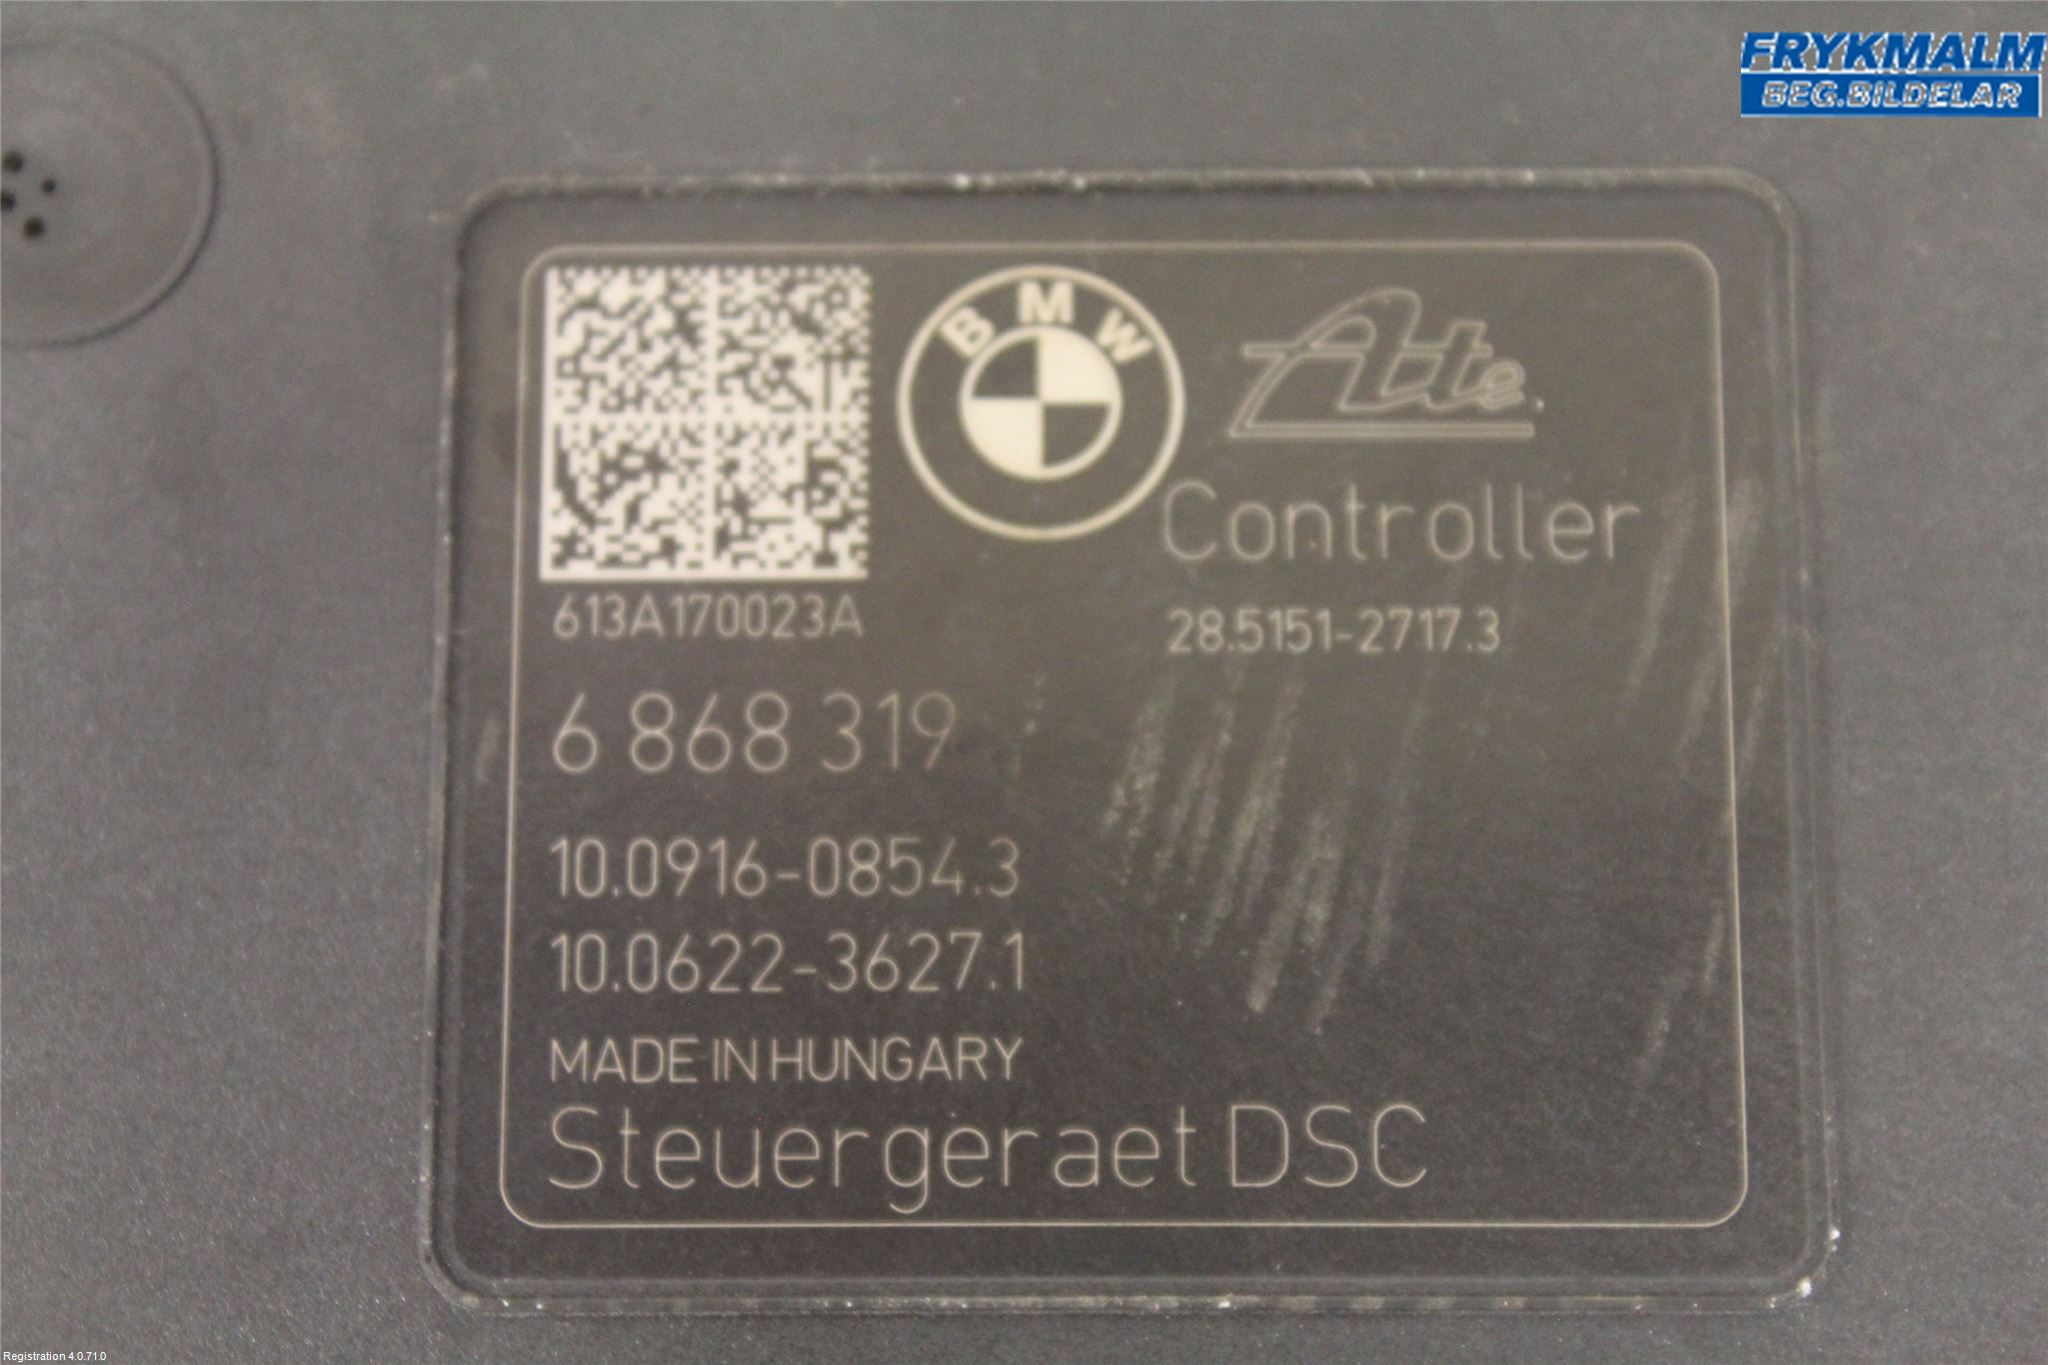 FRYKMALM
BEG.BILDELAR
BMW
Ate
Controller
613A170023A
28.5151-2717.3
6 868 319
10.0916-0854.3
10.0622-3627.1
MADE IN HUNGARY
Steuergeraet DSC
Registration 4.0.71.0